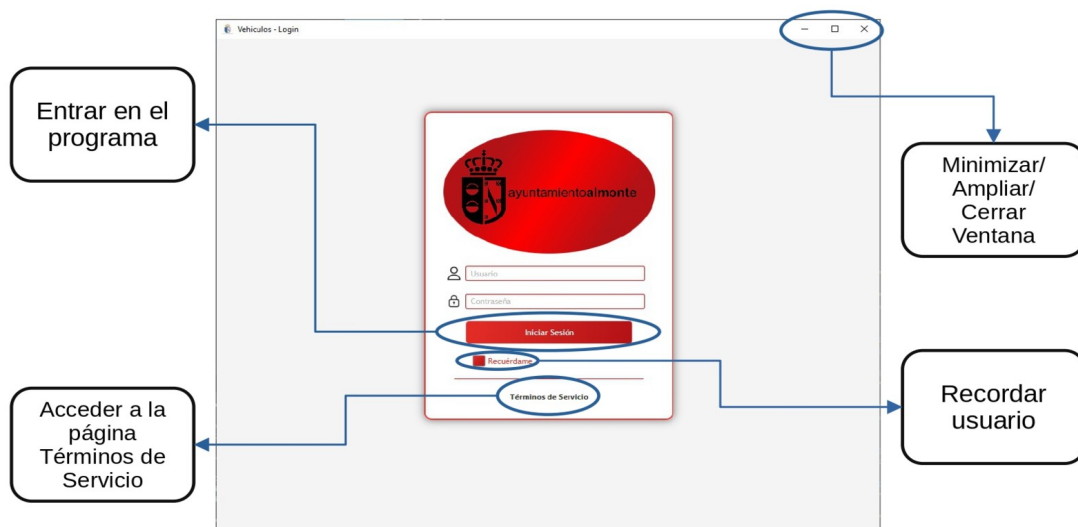 Vehiculos - Login
Entrar en el
programa
Minimizar/
Ampliar/
Cerrar
Ventana
ayuntamientoalmonte
Usuario
Contraseña
Iniciar Sesión
Recuérdame
Términos de Servicio
Acceder a la
página
Términos de
Servicio
Recordar
usuario